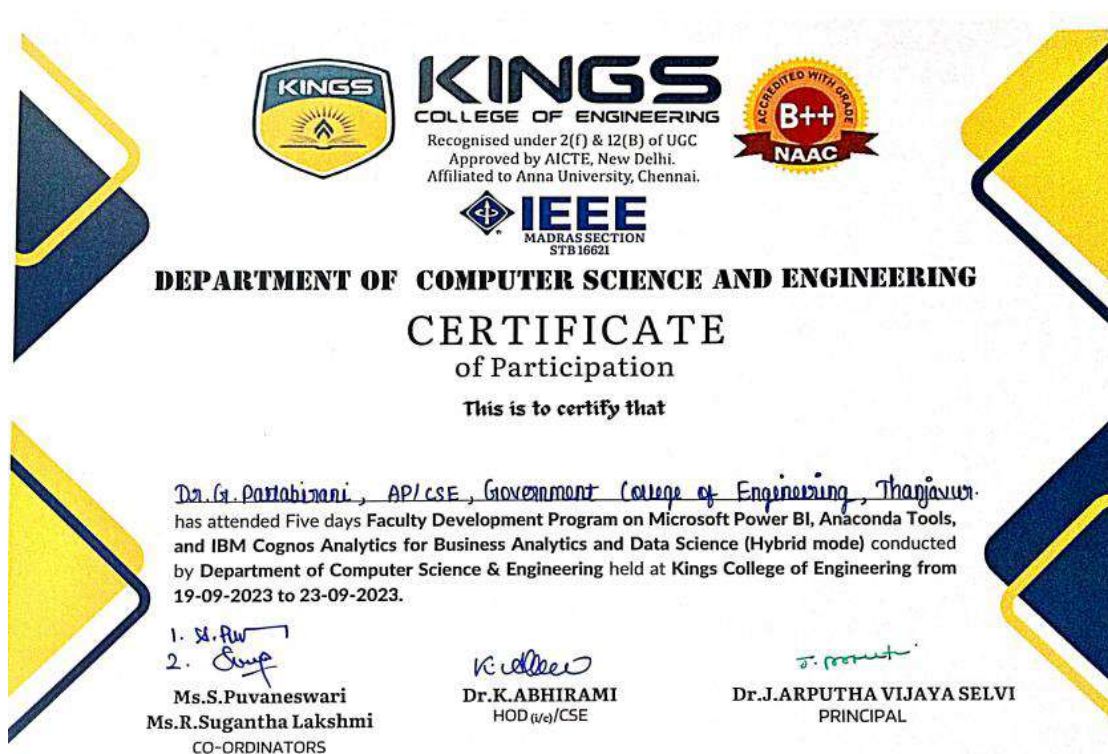 KINGS
KINGS
COLLEGE OF ENGINEERING
Recognised under 2(f) & 12(B) of UGC
Approved by AICTE, New Delhi.
Affiliated to Anna University, Chennai.
ACCREDITED WITH GRADE
B++
NAAC
IEEE
MADRAS SECTION
STB 16621
DEPARTMENT OF COMPUTER SCIENCE AND ENGINEERING
CERTIFICATE
of Participation
This is to certify that
Dr. G. Parlabirani, AP/CSE, Government College of Engineering, Thanjavur.
has attended Five days Faculty Development Program on Microsoft Power BI, Anaconda Tools,
and IBM Cognos Analytics for Business Analytics and Data Science (Hybrid mode) conducted
by Department of Computer Science & Engineering held at Kings College of Engineering from
19-09-2023 to 23-09-2023.
1.
2.
Ms.S.Puvaneswari
Ms.R.Sugantha Lakshmi
CO-ORDINATORS
Dr.K.ABHIRAMI
HOD (i/c)/CSE
Dr.J.ARPUTHA VIJAYA SELVI
PRINCIPAL